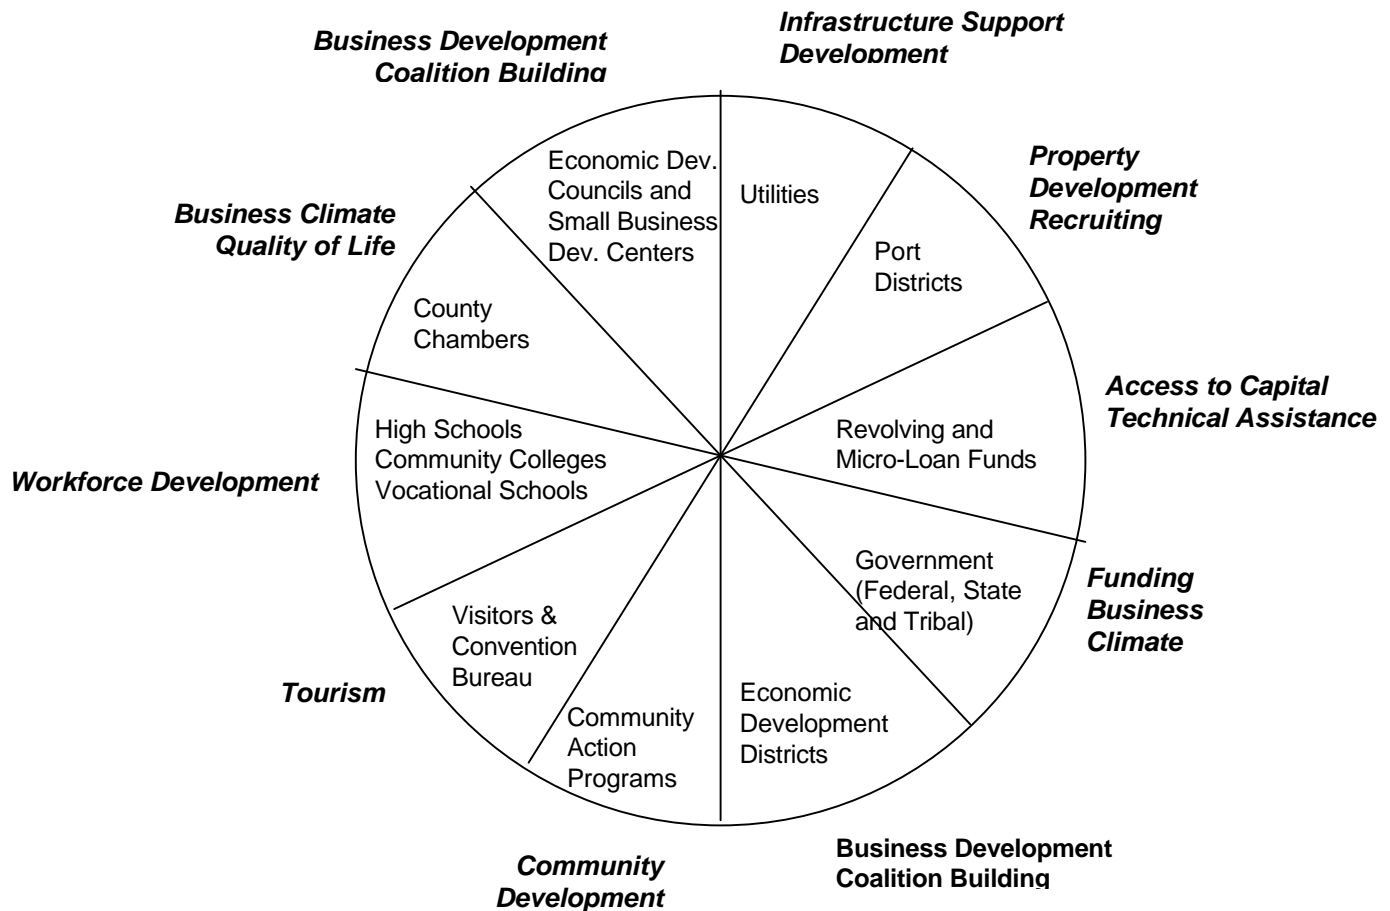 Infrastructure Support
Development
Business Development
Coalition Building
Economic Dev.
Councils and
Small Business
Dev. Centers
Utilities
Property
Development
Recruiting
Business Climate
Quality of Life
Port
Districts
County
Chambers
Access to Capital
Technical Assistance
High Schools
Community Colleges
Vocational Schools
Revolving and
Micro-Loan Funds
Workforce Development
Government
(Federal, State
and Tribal)
Funding
Business
Climate
Visitors &
Convention
Bureau
Tourism
Economic
Development
Districts
Community
Action
Programs
Business Development
Coalition Building
Community
Development